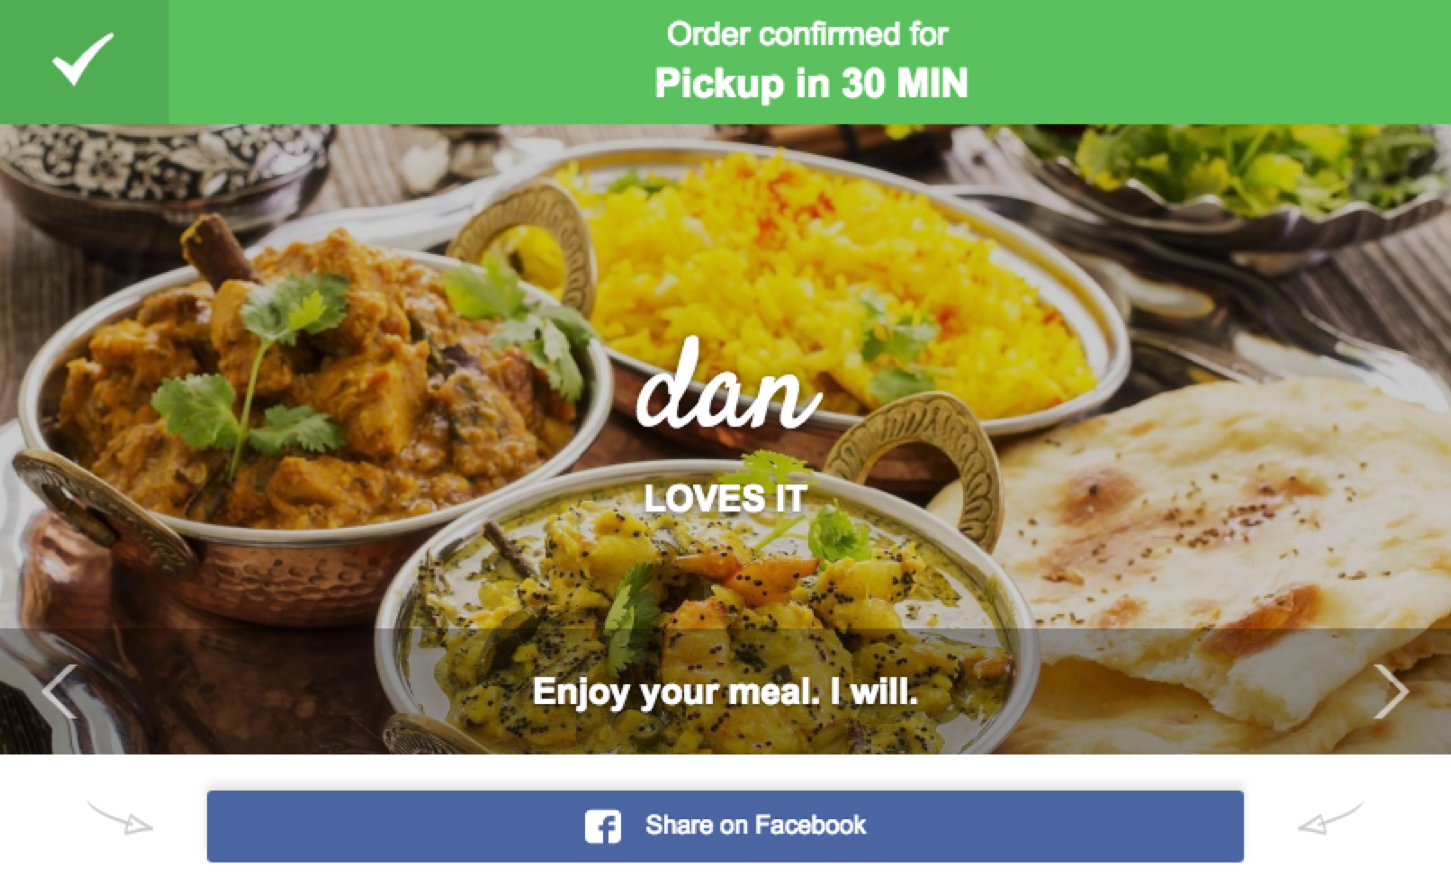 Order confirmed for
Pickup in 30 MIN
dan
LOVES IT
Enjoy your meal. I will.
Share on Facebook